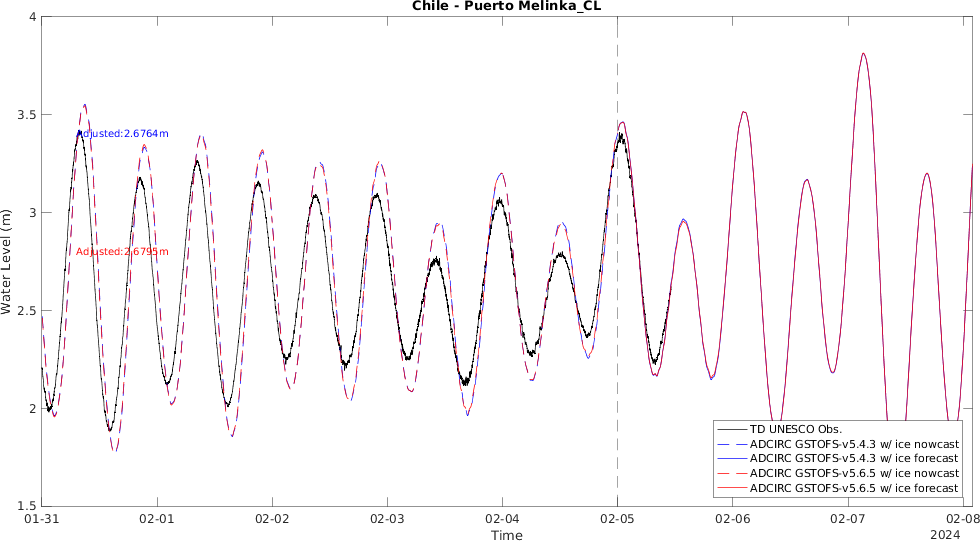 Chile - Puerto Melinka_CL
4
3.5
3
2.5
2
1.5
Water Level (m)
Adjusted:2.6764m
Adjusted:2.6795m
TD UNESCO Obs.
ADCIRC GSTOFS-v5.4.3 w/ ice nowcast
ADCIRC GSTOFS-v5.4.3 w/ ice forecast
ADCIRC GSTOFS-v5.6.5 w/ ice nowcast
ADCIRC GSTOFS-v5.6.5 w/ ice forecast
01-31 02-01 02-02 02-03 02-04 02-05 02-06 02-07 02-08
Time 2024